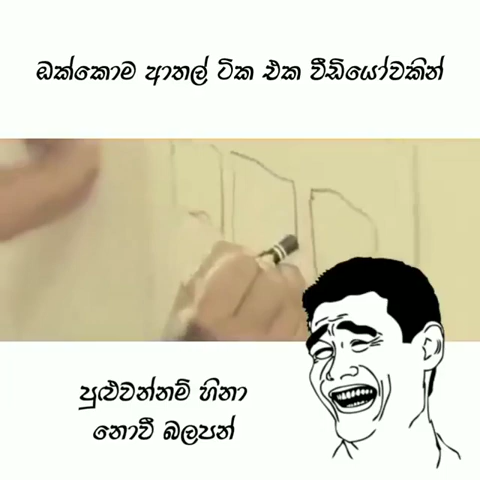 ඔක්කොම ආතල් ටික එක වීඩියෝවකින්
පුළුවන්නම් හිනා
නොවී බලපන්